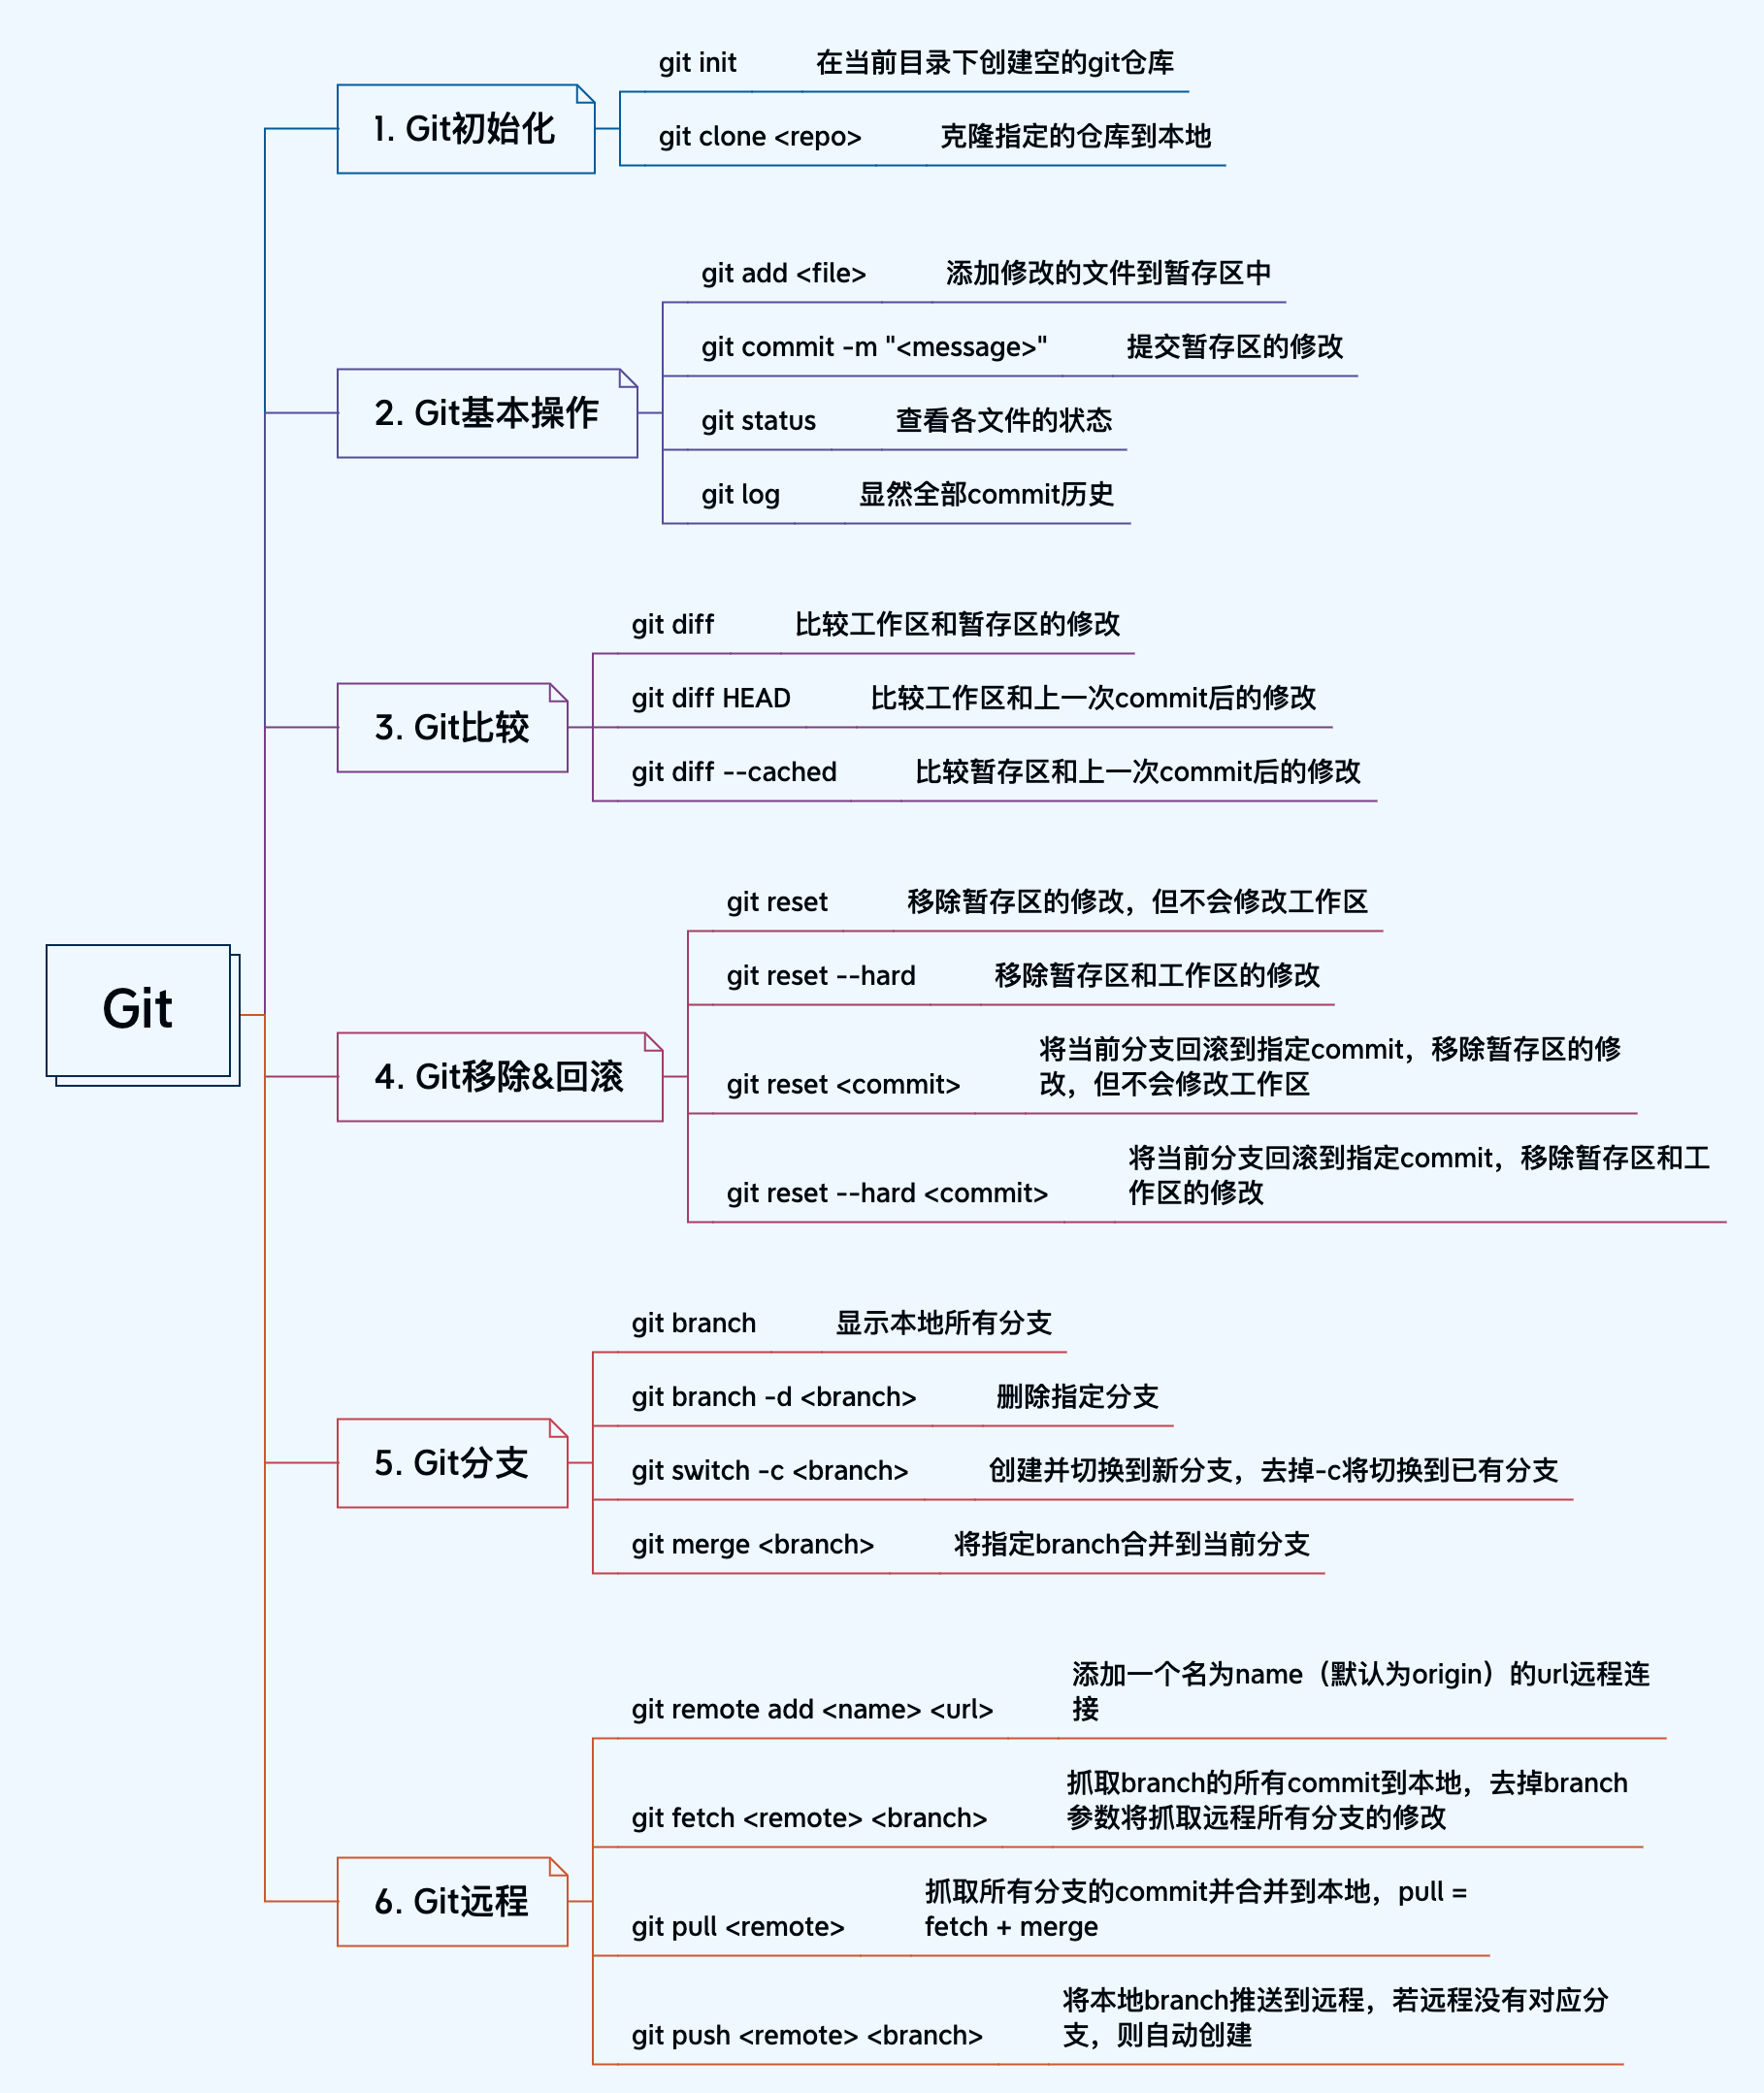 Git
1. Git初始化
git init 在当前目录下创建空的git仓库
git clone <repo> 克隆指定的仓库到本地
2. Git基本操作
git add <file> 添加修改的文件到暂存区中
git commit -m "<message>" 提交暂存区的修改
git status 查看各文件的状态
git log 显然全部commit历史
3. Git比较
git diff 比较工作区和暂存区的修改
git diff HEAD 比较工作区和上一次commit后的修改
git diff --cached 比较暂存区和上一次commit后的修改
4. Git移除&回滚
git reset 移除暂存区的修改，但不会修改工作区
git reset --hard 移除暂存区和工作区的修改
git reset <commit>
将当前分支回滚到指定commit，移除暂存区的修
改，但不会修改工作区
git reset --hard <commit>
将当前分支回滚到指定commit，移除暂存区和工
作区的修改
5. Git分支
git branch 显示本地所有分支
git branch -d <branch> 删除指定分支
git switch -c <branch> 创建并切换到新分支，去掉-c将切换到已有分支
git merge <branch> 将指定branch合并到当前分支
6. Git远程
git remote add <name> <url>
添加一个名为name（默认为origin）的url远程连
接
git fetch <remote> <branch>
抓取branch的所有commit到本地，去掉branch
参数将抓取远程所有分支的修改
git pull <remote>
抓取所有分支的commit并合并到本地，pull =
fetch + merge
git push <remote> <branch>
将本地branch推送到远程，若远程没有对应分
支，则自动创建